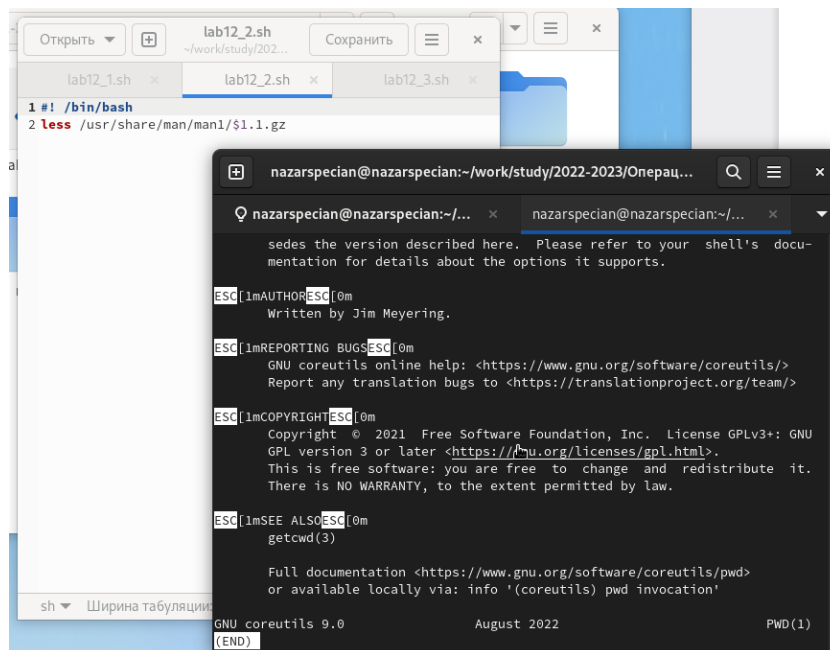 Открыть
lab12_2.sh
~/work/study/202...
Сохранить
lab12_1.sh
lab12_2.sh
lab12_3.sh
1 #! /bin/bash
2 less /usr/share/man/man1/$1.1.gz
nazarspecian@nazarspecian:~/work/study/2022-2023/Операц...
nazarspecian@nazarspecian:~/...
nazarspecian@nazarspecian:~/...
sedes the version described here.  Please refer to your  shell's  docu-
mentation for details about the options it supports.
ESC[1mAUTHORESC[0m
Written by Jim Meyering.
ESC[1mREPORTING BUGSESC[0m
GNU coreutils online help: <https://www.gnu.org/software/coreutils/>
Report any translation bugs to <https://translationproject.org/team/>
ESC[1mCOPYRIGHTESC[0m
Copyright  ©  2021  Free Software Foundation, Inc.  License GPLv3+: GNU
GPL version 3 or later <https://gnu.org/licenses/gpl.html>.
This is free software: you are free  to  change  and  redistribute  it.
There is NO WARRANTY, to the extent permitted by law.
ESC[1mSEE ALSOESC[0m
getcwd(3)
Full documentation <https://www.gnu.org/software/coreutils/pwd>
or available locally via: info '(coreutils) pwd invocation'
GNU coreutils 9.0 August 2022 PWD(1)
(END)
sh Ширина табуляции: